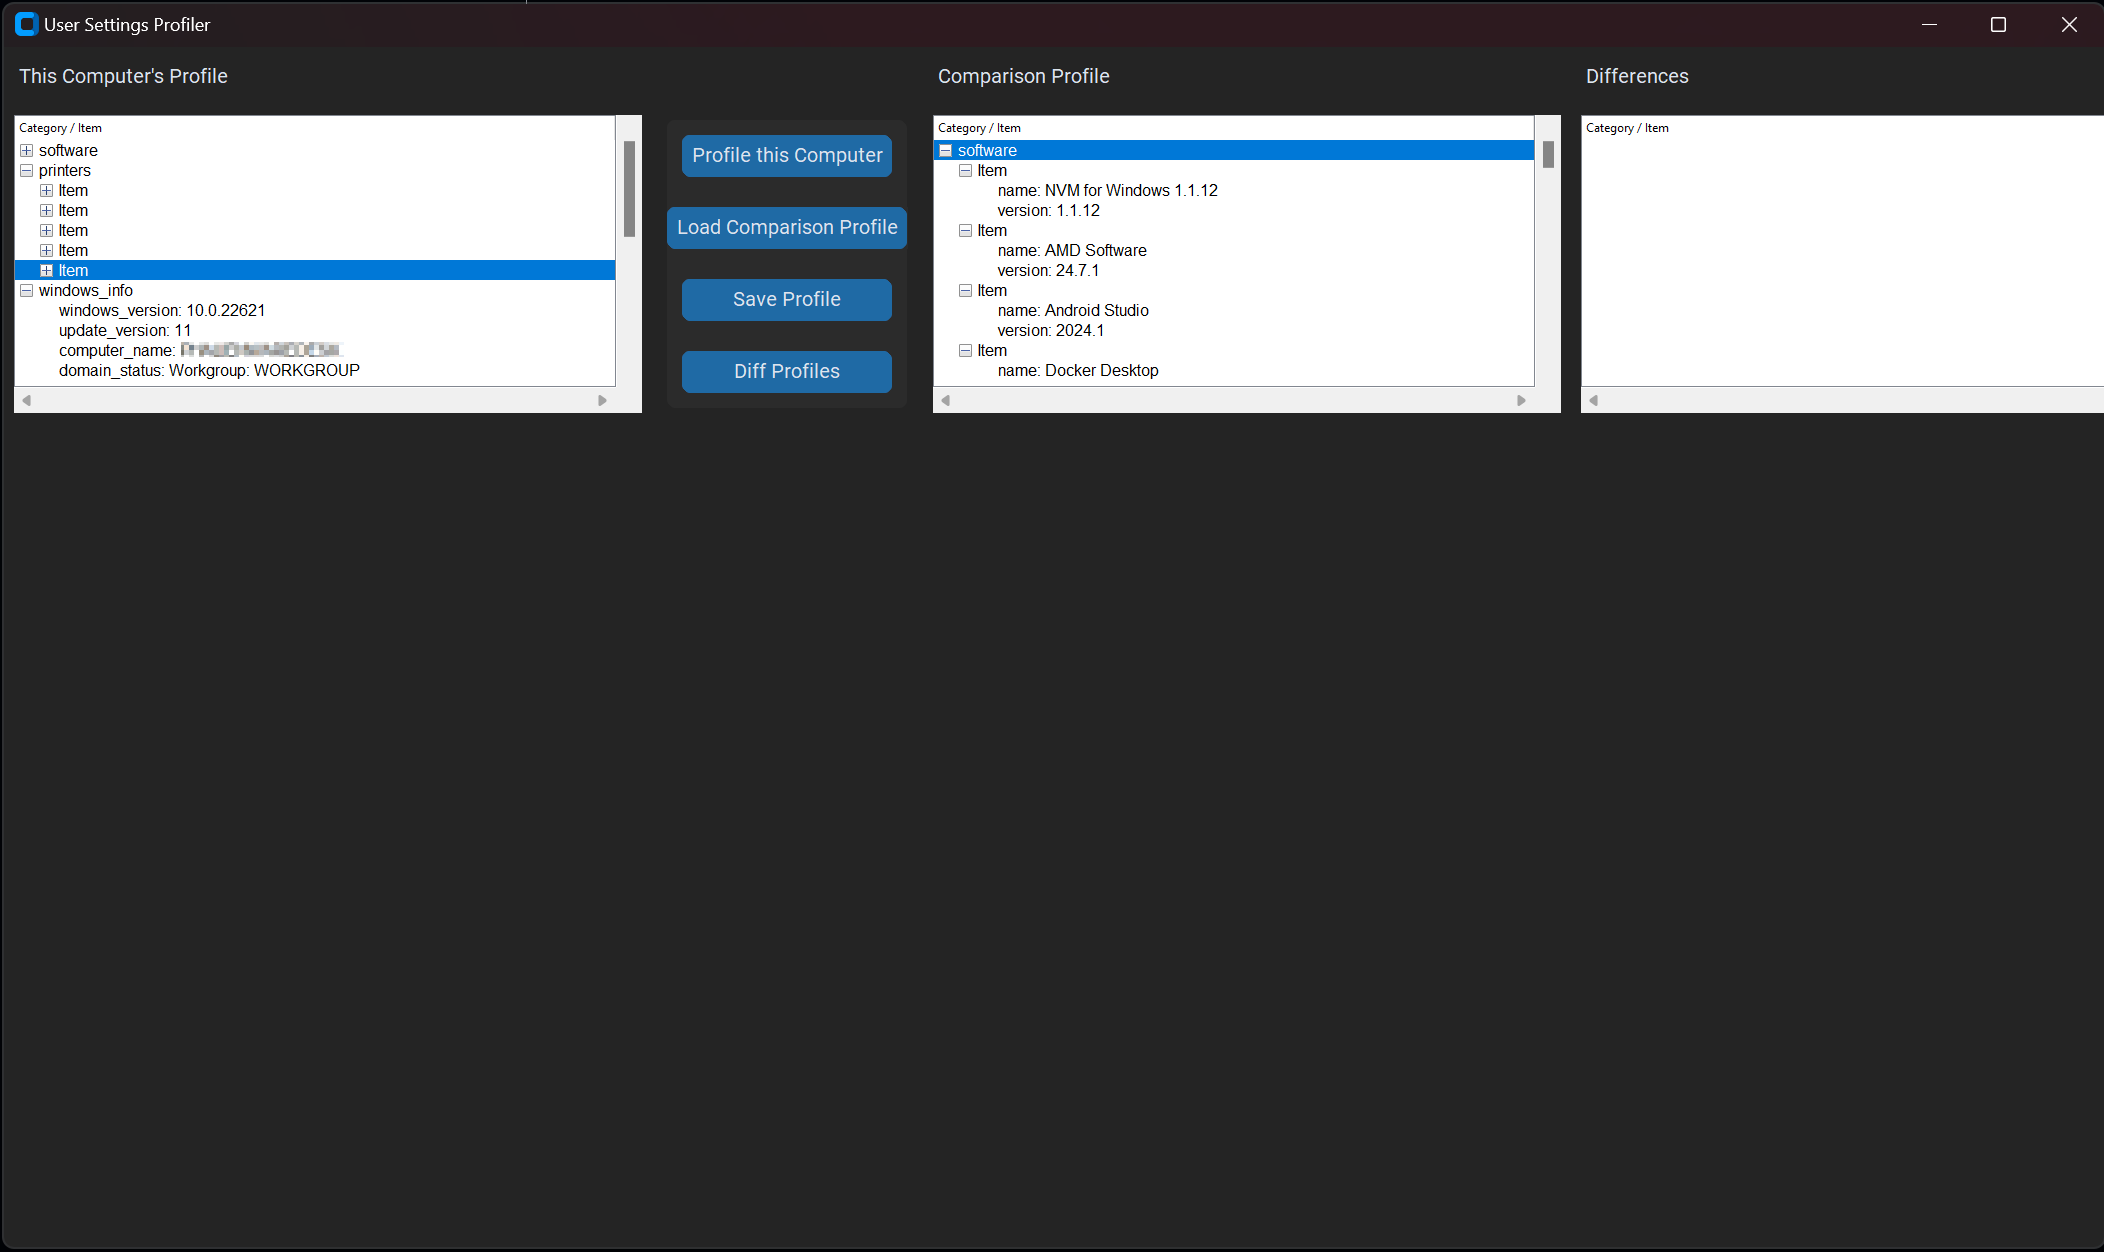 User Settings Profiler
This Computer's Profile
Category / Item
software
printers
Item
Item
Item
Item
Item
windows_info
windows_version: 10.0.22621
update_version: 11
computer_name:
domain_status: Workgroup: WORKGROUP
Profile this Computer
Load Comparison Profile
Save Profile
Diff Profiles
Comparison Profile
Category / Item
software
Item
name: NVM for Windows 1.1.12
version: 1.1.12
Item
name: AMD Software
version: 24.7.1
Item
name: Android Studio
version: 2024.1
Item
name: Docker Desktop
Differences
Category / Item